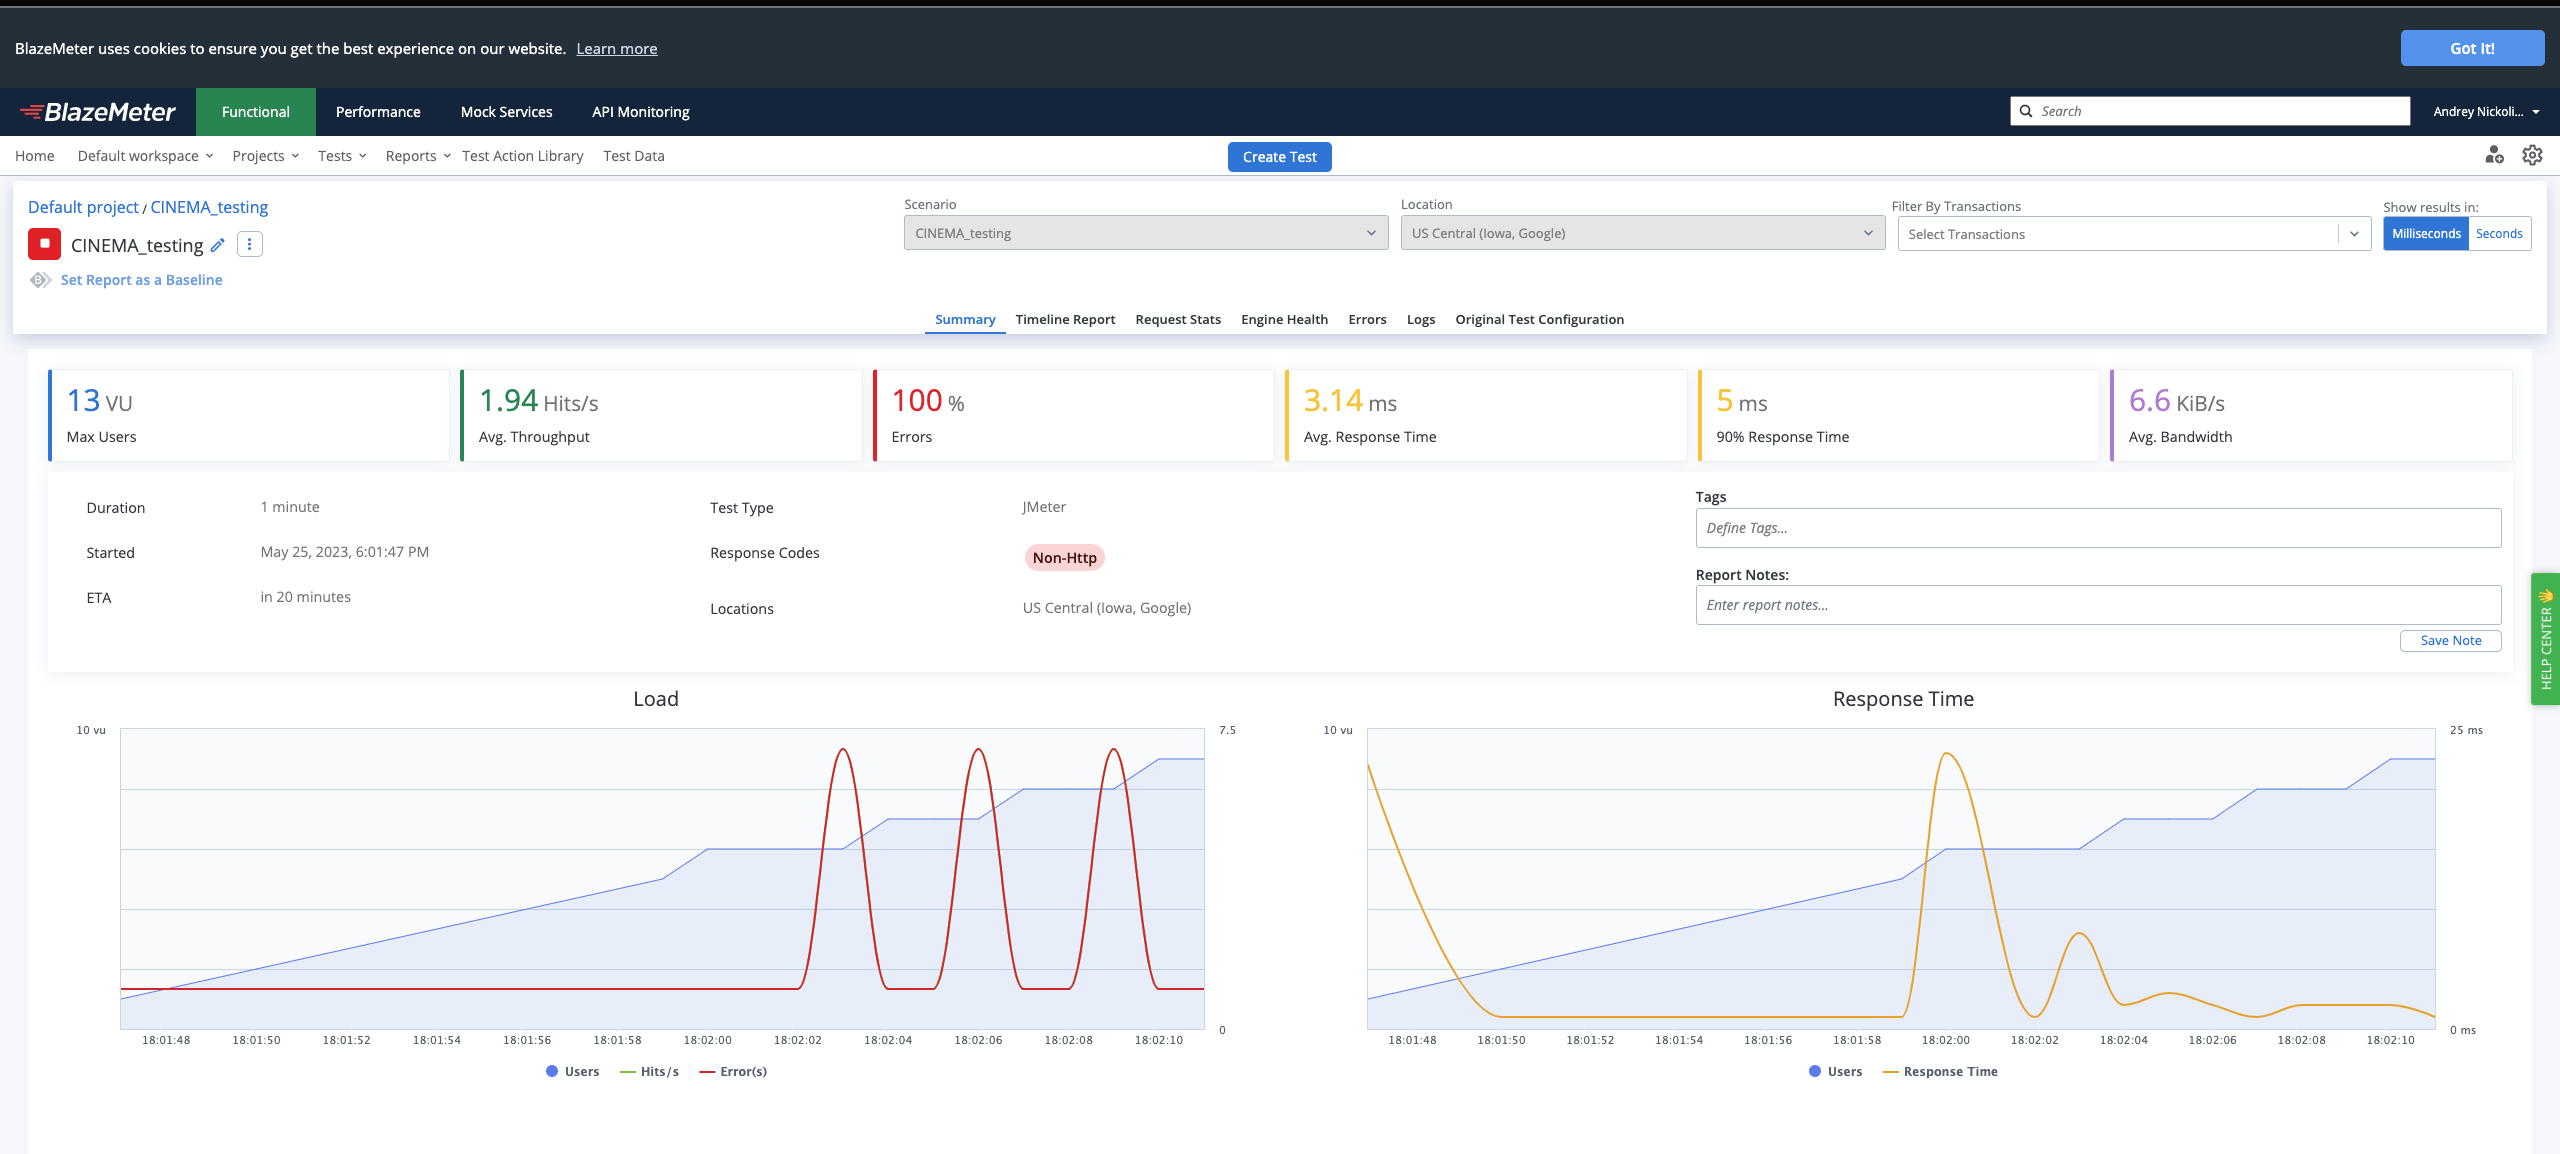 BlazeMeter uses cookies to ensure you get the best experience on our website. Learn more
Got It!
BlazeMeter
Functional
Performance
Mock Services
API Monitoring
Search
Andrey Nickoli...
Home
Default workspace
Projects
Tests
Reports
Test Action Library
Test Data
Create Test
Default project / CINEMA_testing
CINEMA_testing
Set Report as a Baseline
Scenario
CINEMA_testing
Location
US Central (Iowa, Google)
Filter By Transactions
Select Transactions
Show results in:
Milliseconds
Seconds
Summary
Timeline Report
Request Stats
Engine Health
Errors
Logs
Original Test Configuration
13 VU
Max Users
1.94 Hits/s
Avg. Throughput
100 %
Errors
3.14 ms
Avg. Response Time
5 ms
90% Response Time
6.6 KiB/s
Avg. Bandwidth
Duration
1 minute
Started
May 25, 2023, 6:01:47 PM
ETA
in 20 minutes
Test Type
JMeter
Response Codes
Non-Http
Locations
US Central (Iowa, Google)
Tags
Define Tags...
Report Notes:
Enter report notes...
Save Note
HELP CENTER
Load
10 vu
7.5
0
18:01:48
18:01:50
18:01:52
18:01:54
18:01:56
18:01:58
18:02:00
18:02:02
18:02:04
18:02:06
18:02:08
18:02:10
Users
Hits/s
Error(s)
Response Time
10 vu
25 ms
0 ms
18:01:48
18:01:50
18:01:52
18:01:54
18:01:56
18:01:58
18:02:00
18:02:02
18:02:04
18:02:06
18:02:08
18:02:10
Users
Response Time